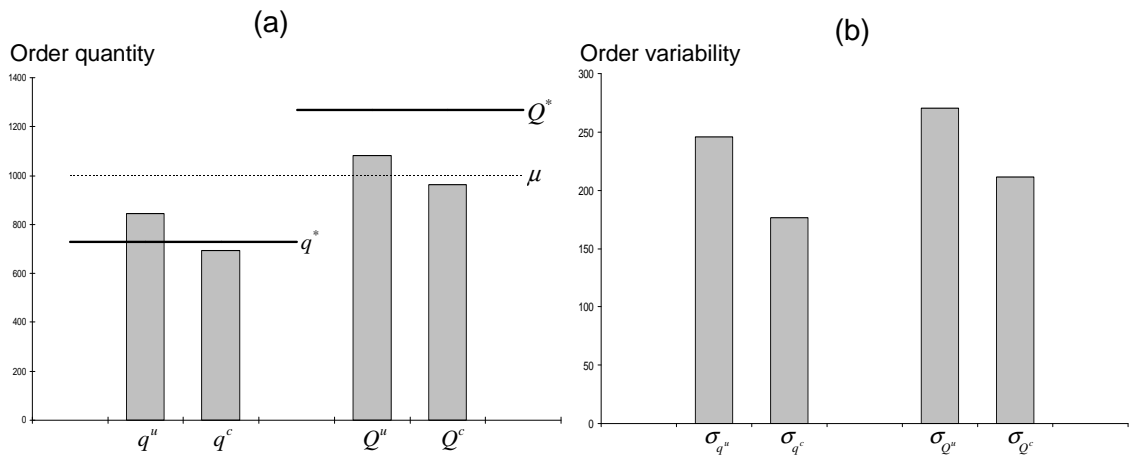 (a)
Order quantity
1400
1200
1000
800
600
400
200
0
Q*
μ
q*
q^u q^c Q^u Q^c
(b)
Order variability
300
250
200
150
100
50
0
σ_{q^u} σ_{q^c} σ_{Q^u} σ_{Q^c}